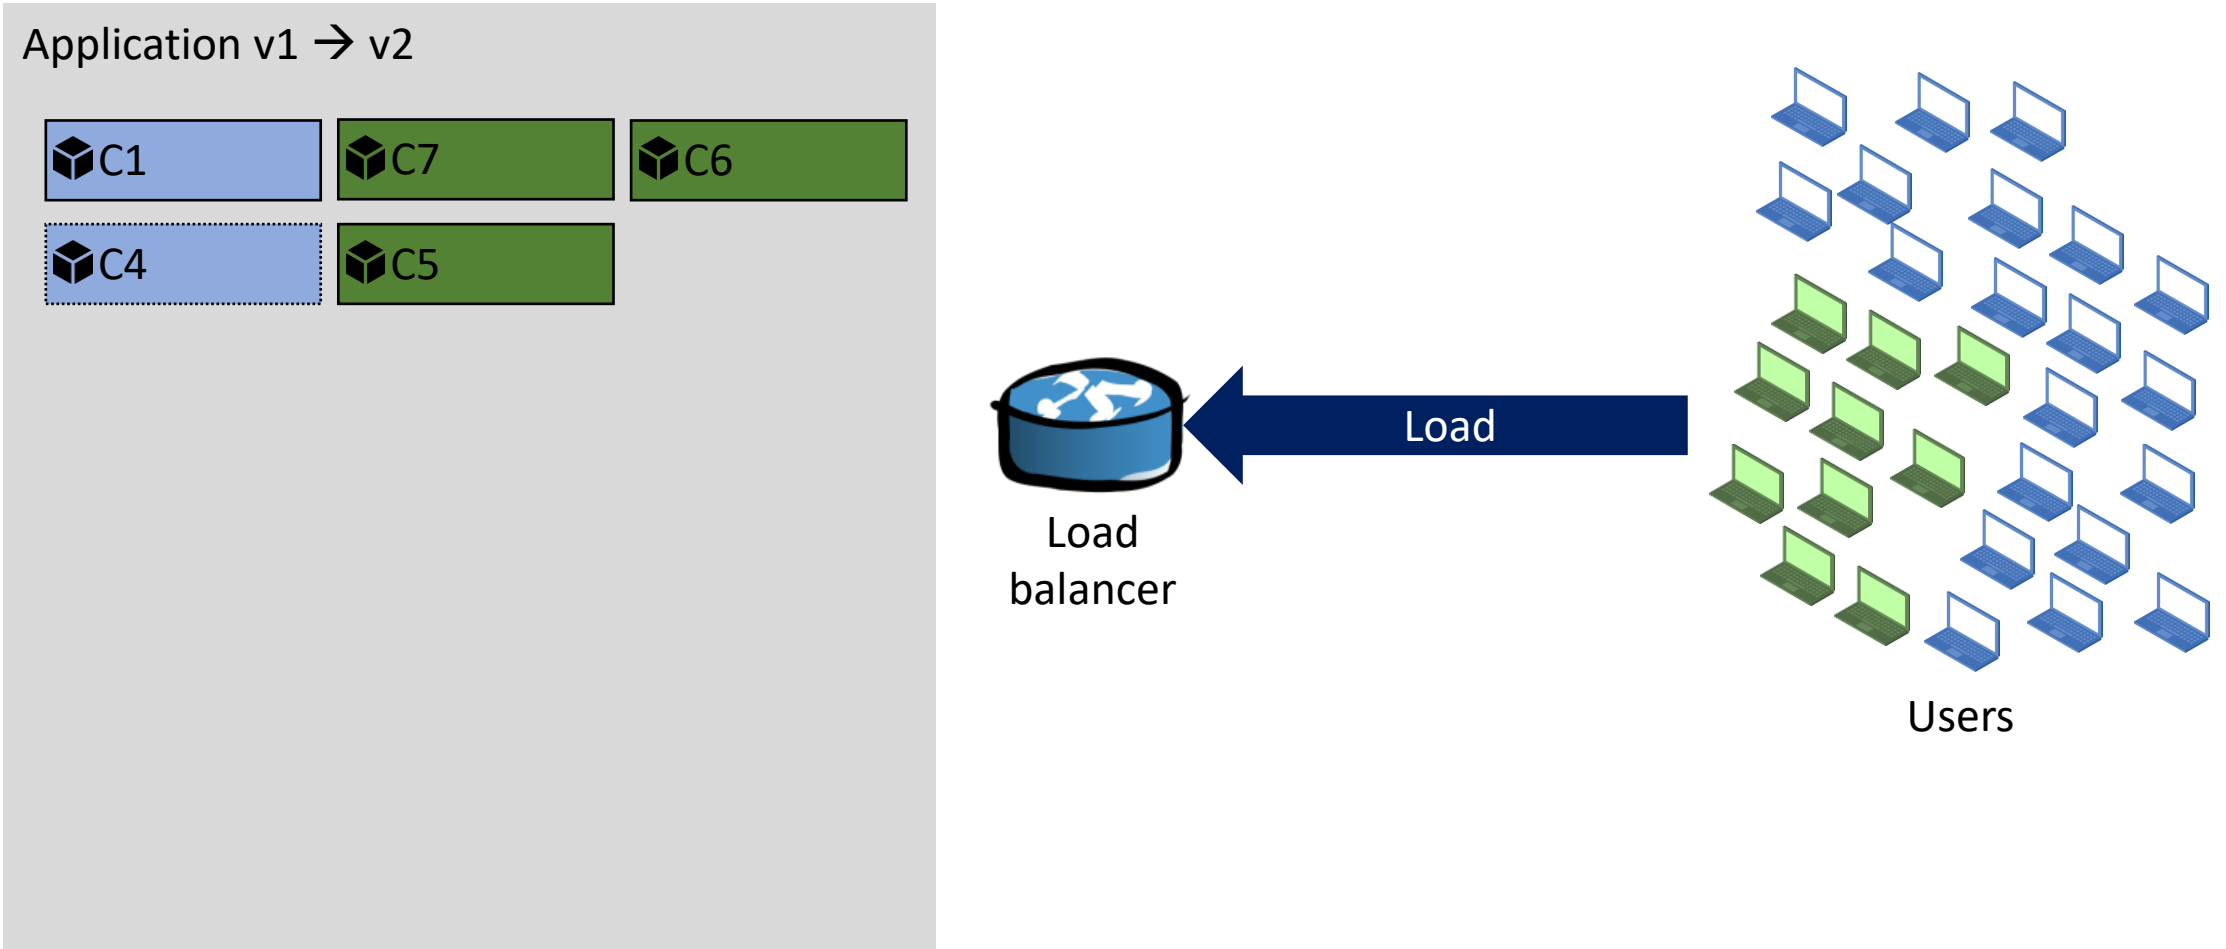 Application v1 → v2
C1
C7
C6
C4
C5
Load
Load
balancer
Users